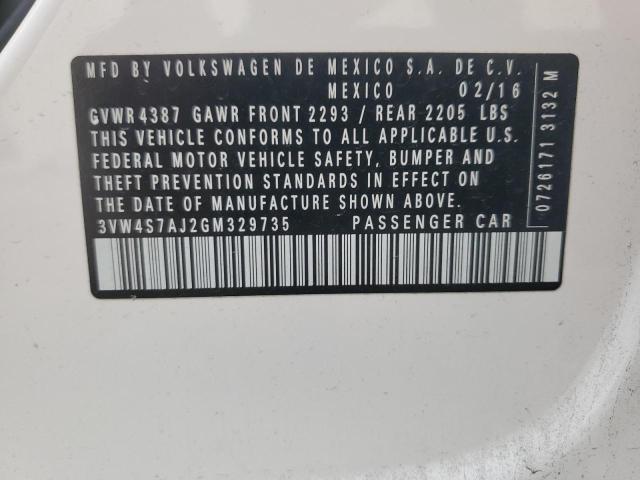 MFD BY VOLKSWAGEN DE MEXICO S.A. DE C.V.
MEXICO 02/16
GVWR 4387 GAWR FRONT 2293 / REAR 2205 LBS
THIS VEHICLE CONFORMS TO ALL APPLICABLE U.S.
FEDERAL MOTOR VEHICLE SAFETY, BUMPER AND
THEFT PREVENTION STANDARDS IN EFFECT ON
THE DATE OF MANUFACTURE SHOWN ABOVE.
3VW4S7AJ2GM329735 PASSENGER CAR
0726171 3132 M